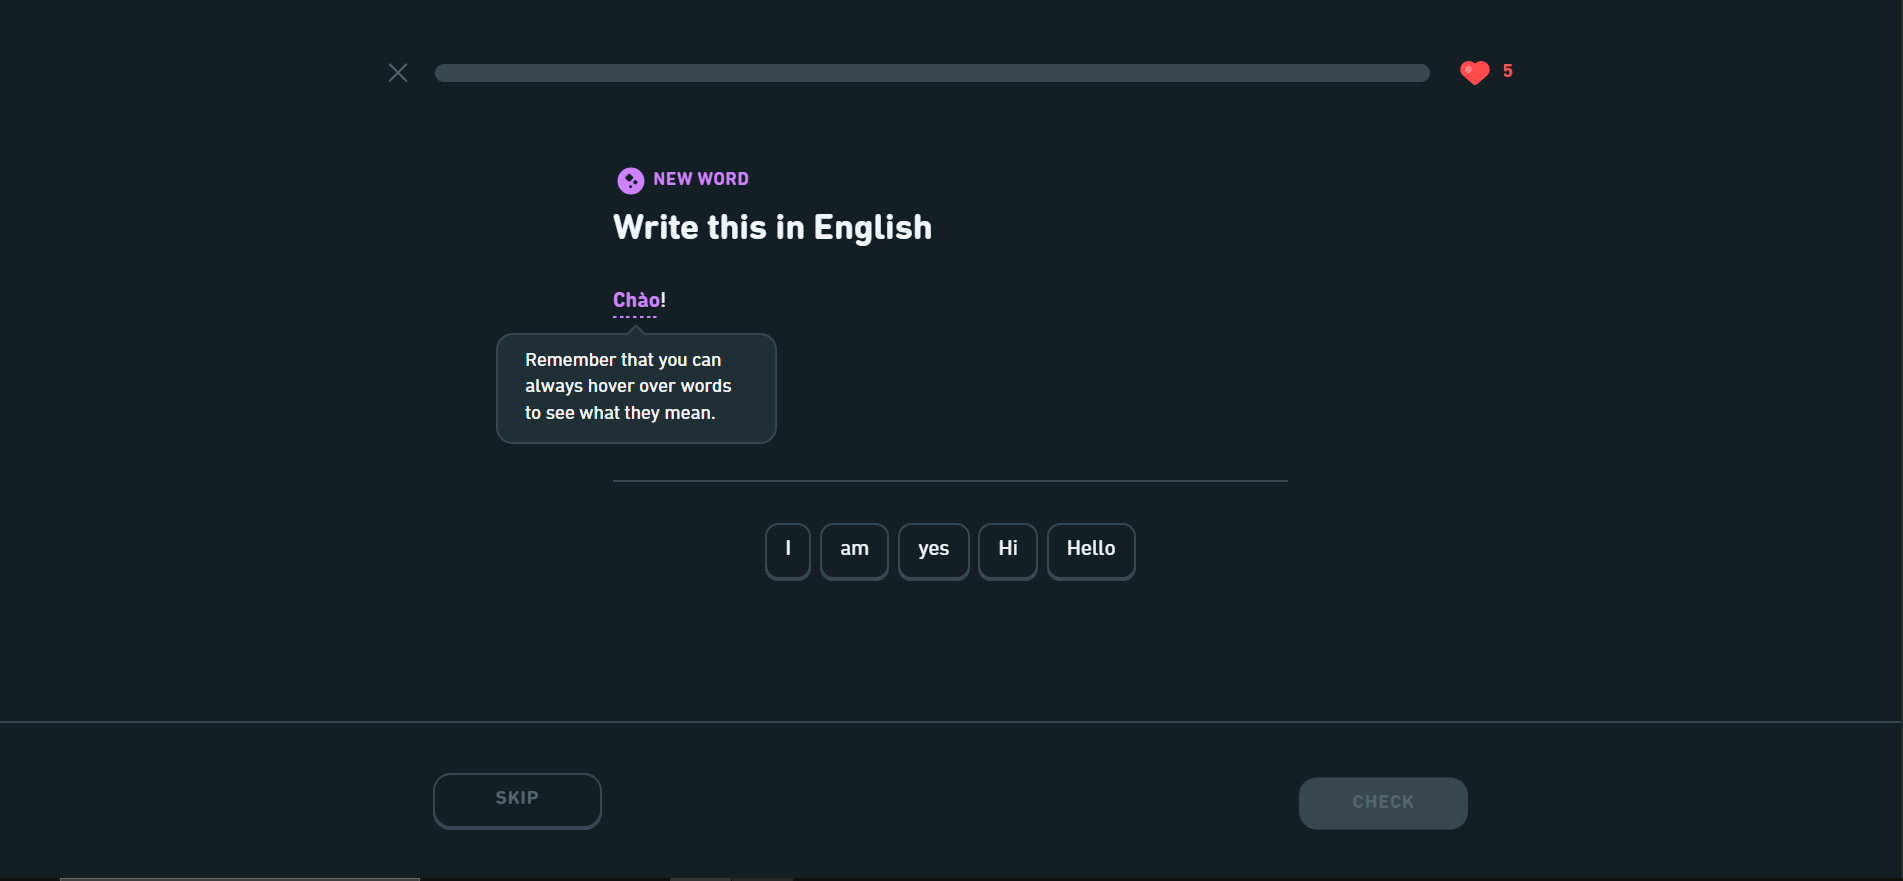 5
NEW WORD
Write this in English
Chào!
Remember that you can
always hover over words
to see what they mean.
I am yes Hi Hello
SKIP CHECK